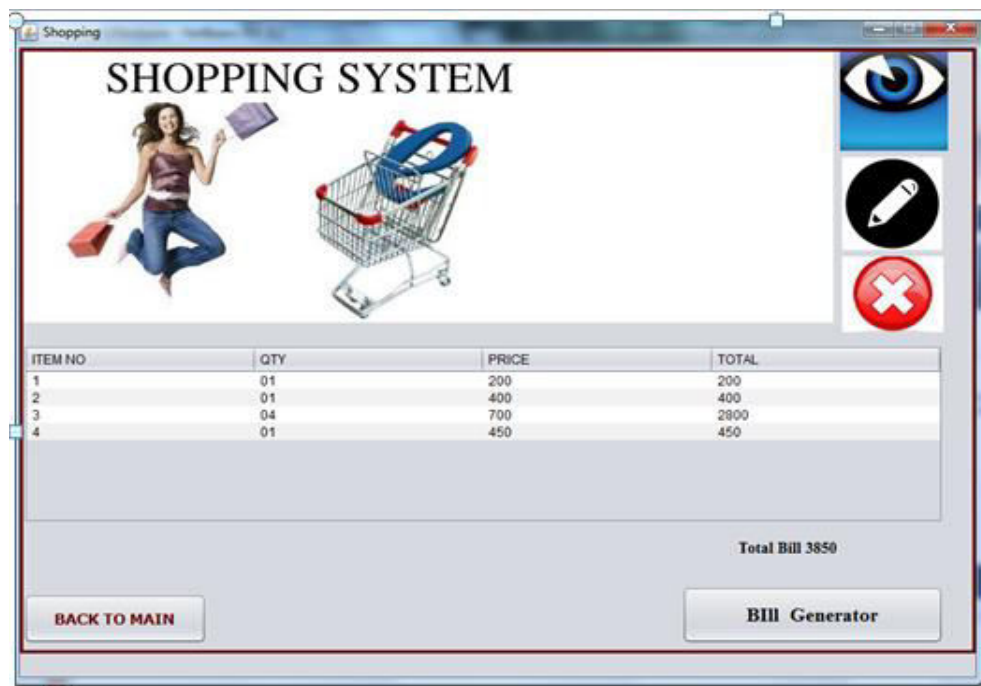 Shopping
SHOPPING SYSTEM
ITEM NO QTY PRICE TOTAL
1 01 200 200
2 01 400 400
3 04 700 2800
4 01 450 450
Total Bill 3850
BACK TO MAIN
BIll Generator